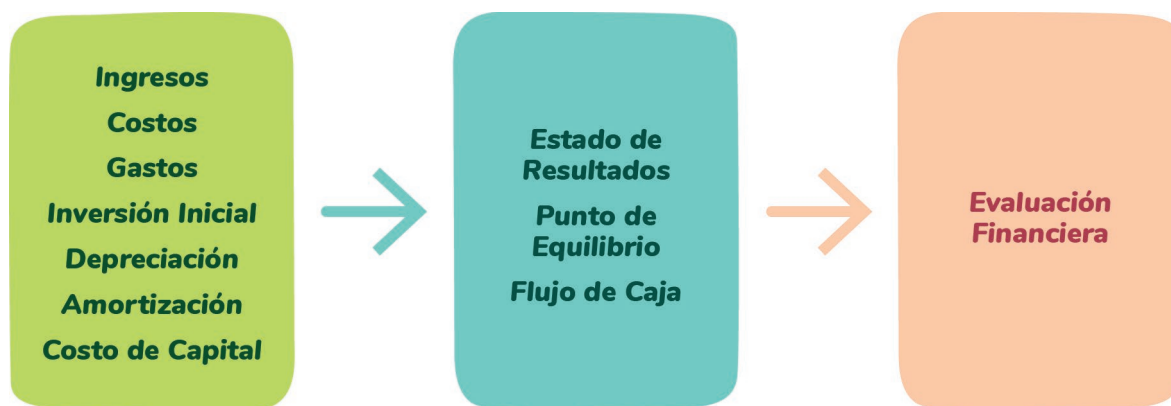 Ingresos
Costos
Gastos
Inversión Inicial
Depreciación
Amortización
Costo de Capital
Estado de
Resultados
Punto de
Equilibrio
Flujo de Caja
Evaluación
Financiera